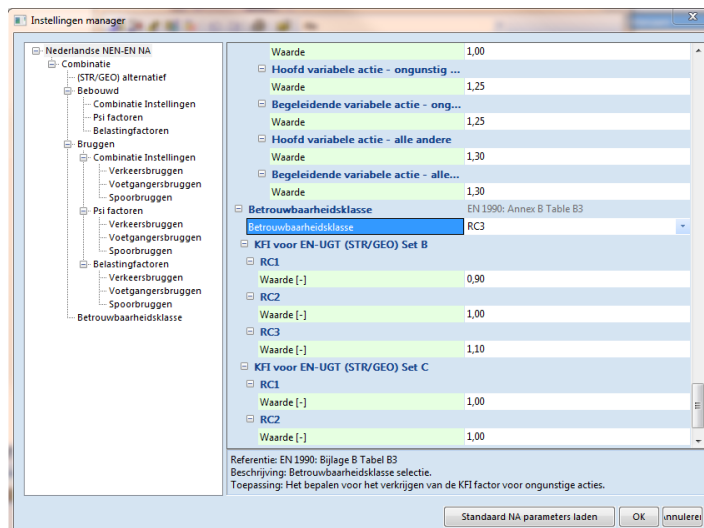 Instellingen manager
Nederlandse NEN-EN NA
Combinatie
(STR/GEO) alternatief
Bebouwd
Combinatie Instellingen
Psi factoren
Belastingfactoren
Bruggen
Combinatie Instellingen
Verkeersbruggen
Voetgangersbruggen
Spoorbruggen
Psi factoren
Verkeersbruggen
Voetgangersbruggen
Spoorbruggen
Belastingfactoren
Verkeersbruggen
Voetgangersbruggen
Spoorbruggen
Betrouwbaarheidsklasse
Waarde 1,00
Hoofd variabele actie - ongunstig ...
Waarde 1,25
Begeleidende variabele actie - ong...
Waarde 1,25
Hoofd variabele actie - alle andere
Waarde 1,30
Begeleidende variabele actie - alle...
Waarde 1,30
Betrouwbaarheidsklasse EN 1990: Annex B Table B3
Betrouwbaarheidsklasse RC3
KFI voor EN-UGT (STR/GEO) Set B
RC1
Waarde [-] 0,90
RC2
Waarde [-] 1,00
RC3
Waarde [-] 1,10
KFI voor EN-UGT (STR/GEO) Set C
RC1
Waarde [-] 1,00
RC2
Waarde [-] 1,00
Referentie: EN 1990: Bijlage B Tabel B3
Beschrijving: Betrouwbaarheidsklasse selectie.
Toepassing: Het bepalen voor het verkrijgen van de KFI factor voor ongunstige acties.
Standaard NA parameters laden OK nnulerei